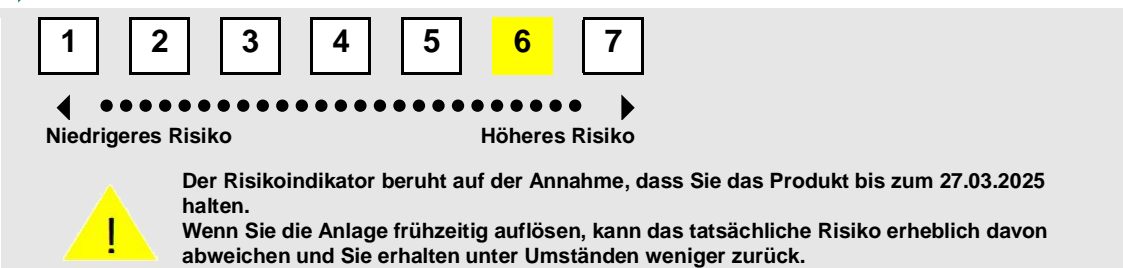 1 2 3 4 5 6 7
Niedrigeres Risiko Höheres Risiko
Der Risikoindikator beruht auf der Annahme, dass Sie das Produkt bis zum 27.03.2025
halten.
!
Wenn Sie die Anlage frühzeitig auflösen, kann das tatsächliche Risiko erheblich davon
abweichen und Sie erhalten unter Umständen weniger zurück.